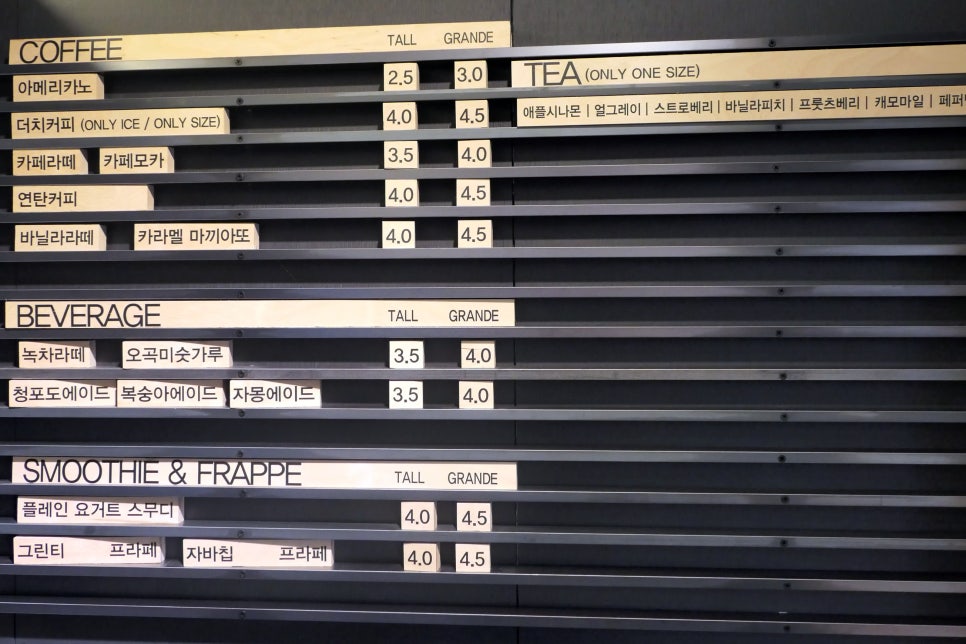 COFFEE TALL GRANDE
아메리카노 2.5 3.0
더치커피 (ONLY ICE / ONLY SIZE) 4.0 4.5
카페라떼 카페모카 3.5 4.0
연탄커피 4.0 4.5
바닐라라떼 카라멜 마끼아또 4.0 4.5
BEVERAGE TALL GRANDE
녹차라떼 오곡미숫가루 3.5 4.0
청포도에이드 복숭아에이드 자몽에이드 3.5 4.0
SMOOTHIE & FRAPPE TALL GRANDE
플레인 요거트 스무디 4.0 4.5
그린티 프라페 자바칩 프라페 4.0 4.5
TEA (ONLY ONE SIZE)
애플시나몬 | 얼그레이 | 스트로베리 | 바닐라피치 | 프룻츠베리 | 캐모마일 |